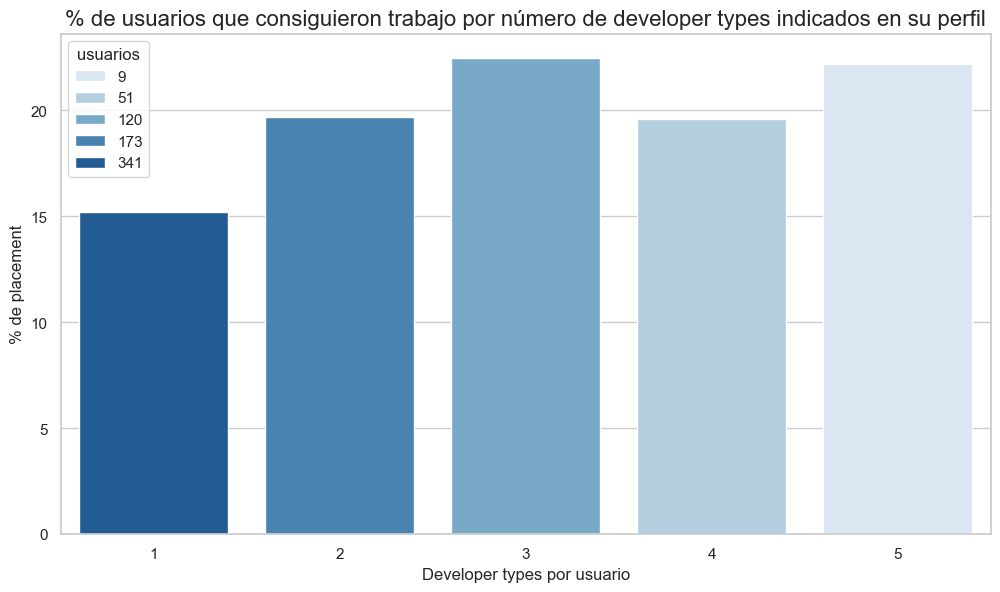 % de usuarios que consiguieron trabajo por número de developer types indicados en su perfil
usuarios
9
51
120
173
341
% de placement
20
15
10
5
0
1 2 3 4 5
Developer types por usuario